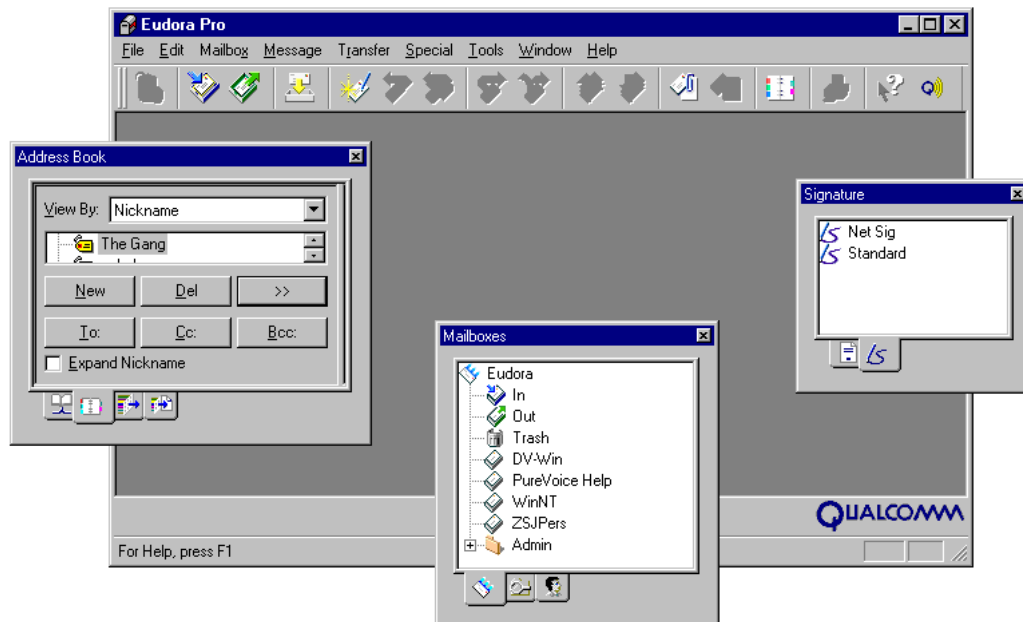 Eudora Pro
File Edit Mailbox Message Transfer Special Tools Window Help
Address Book
View By: Nickname
The Gang
New Del >>
To: Cc: Bcc:
Expand Nickname
Signature
Net Sig
Standard
Mailboxes
Eudora
In
Out
Trash
DV-Win
PureVoice Help
WinNT
ZSJPers
Admin
QUALCOMM
For Help, press F1